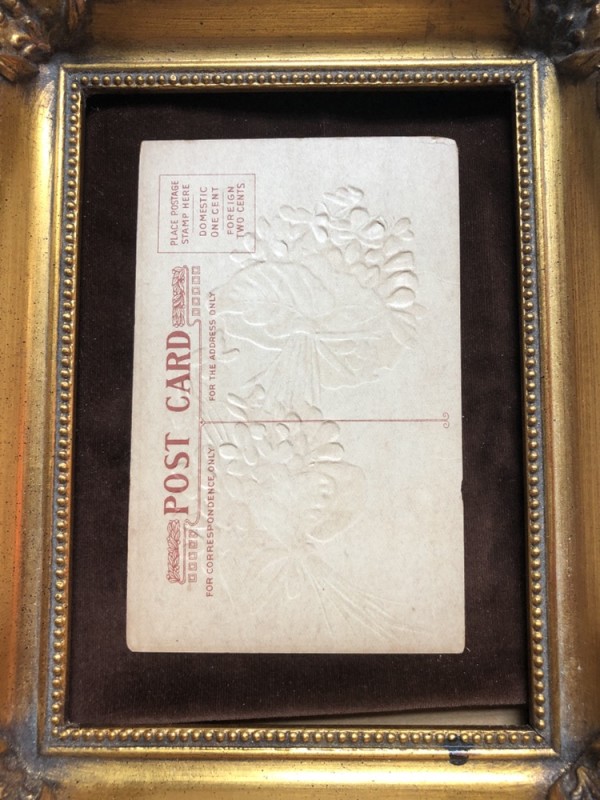 POST CARD
PLACE POSTAGE
STAMP HERE
DOMESTIC
ONE CENT
FOREIGN
TWO CENTS
FOR CORRESPONDENCE ONLY
FOR THE ADDRESS ONLY